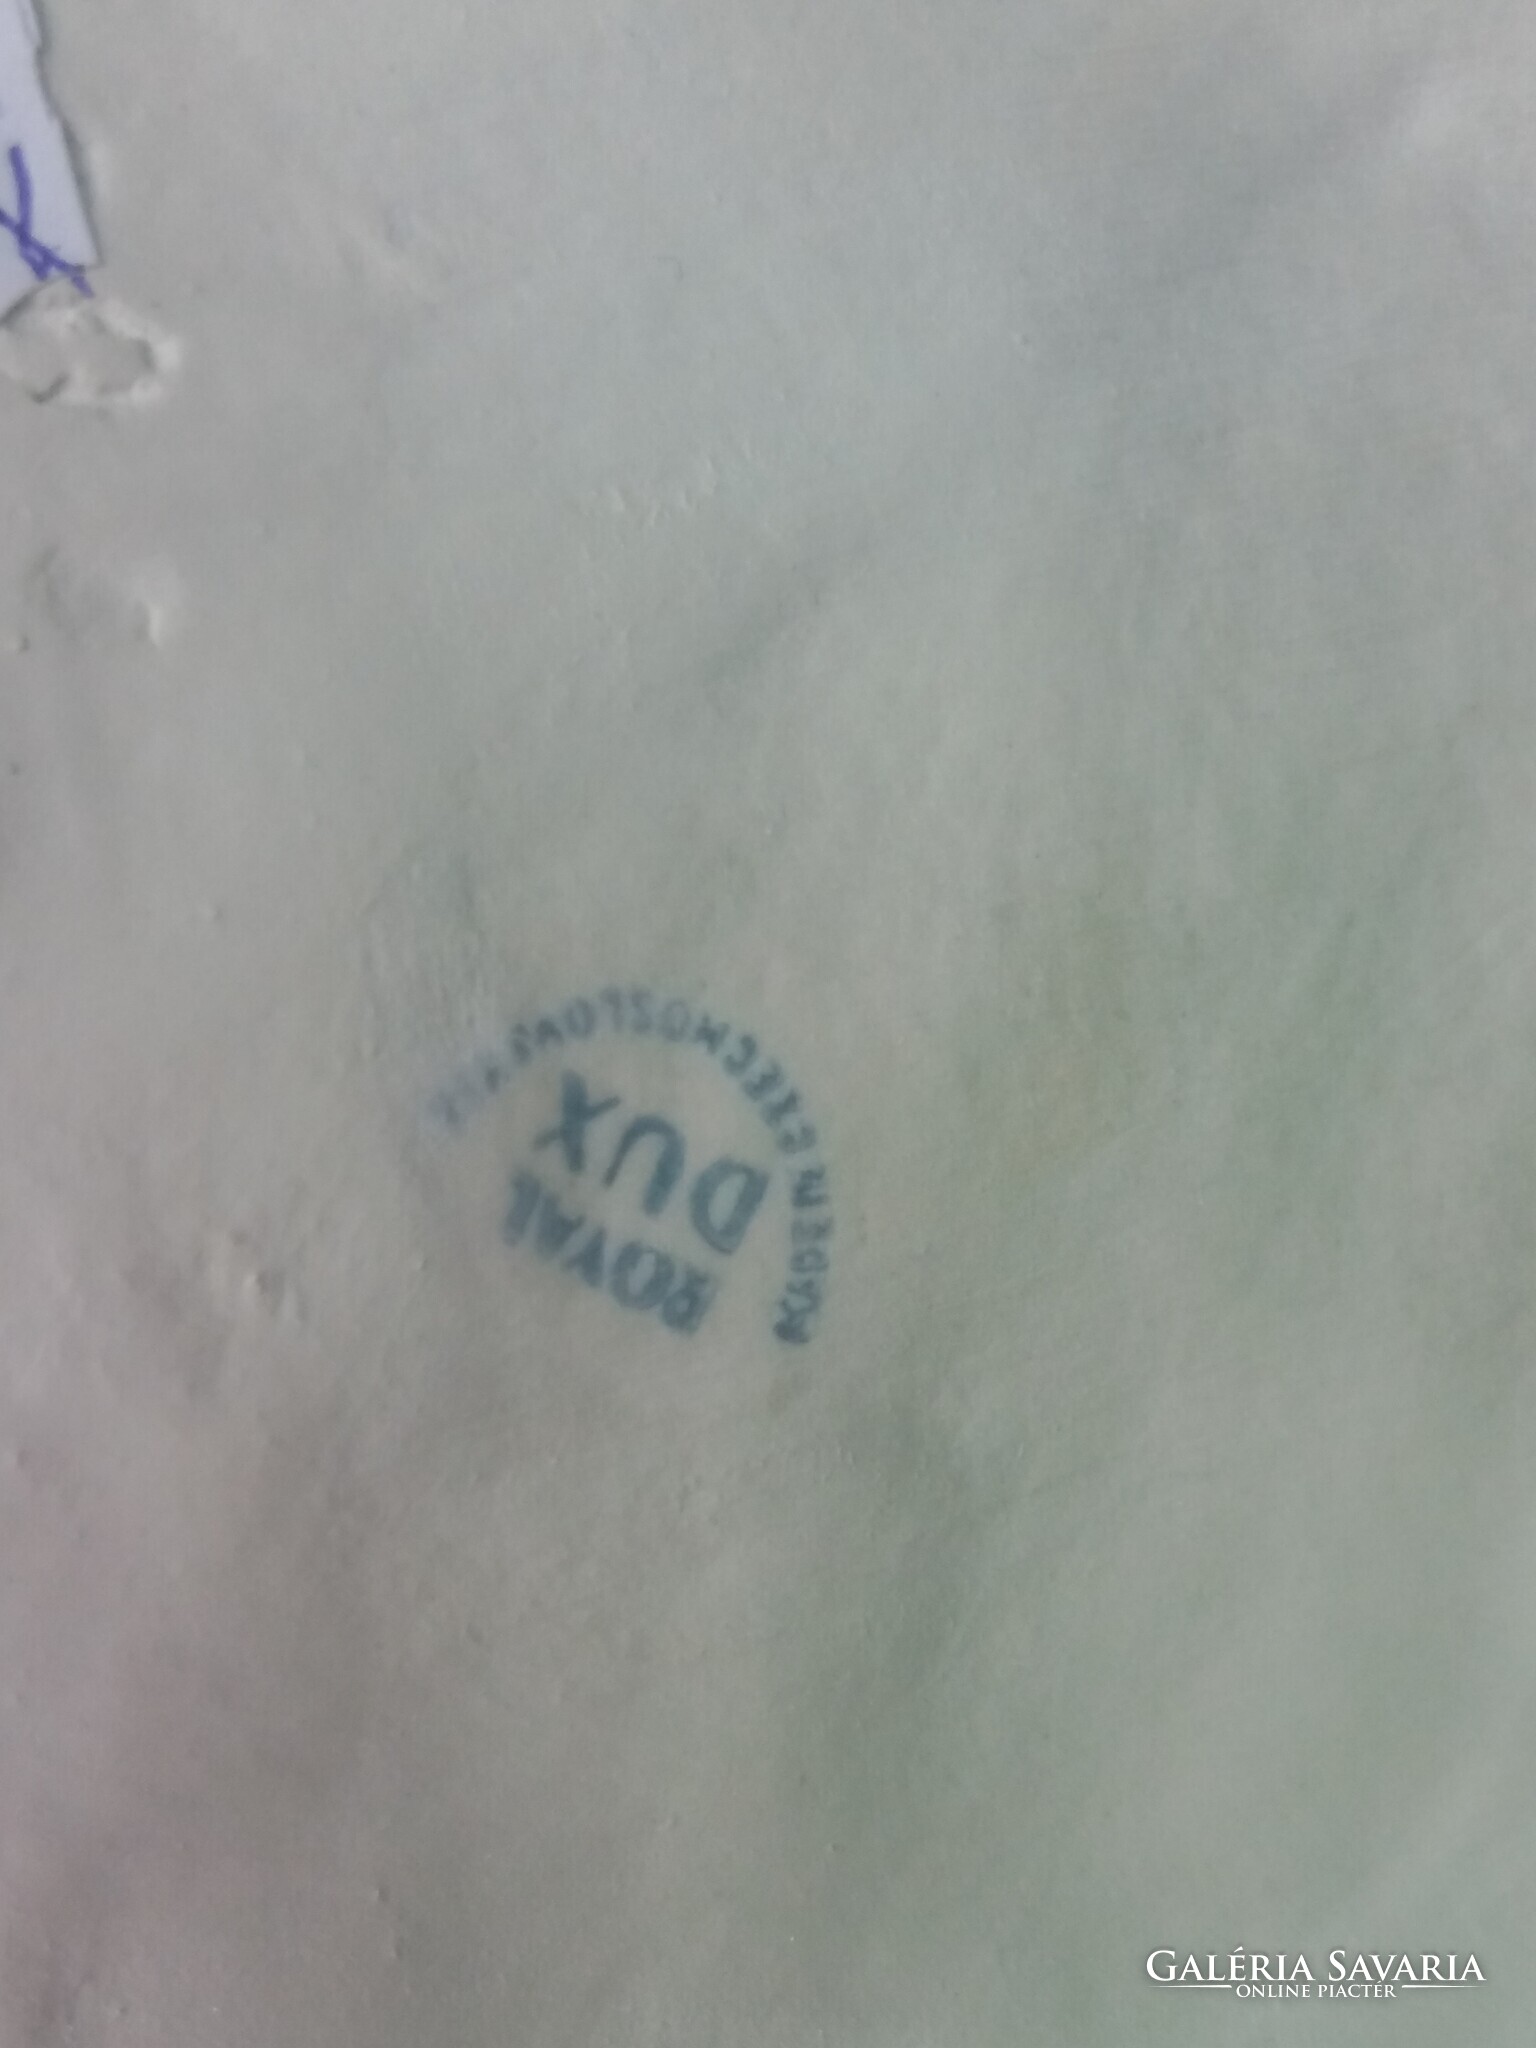 MADE IN CZECHOSLOVAKIA
ROYAL
DUX
GALÉRIA SAVARIA
ONLINE PIACTÉR